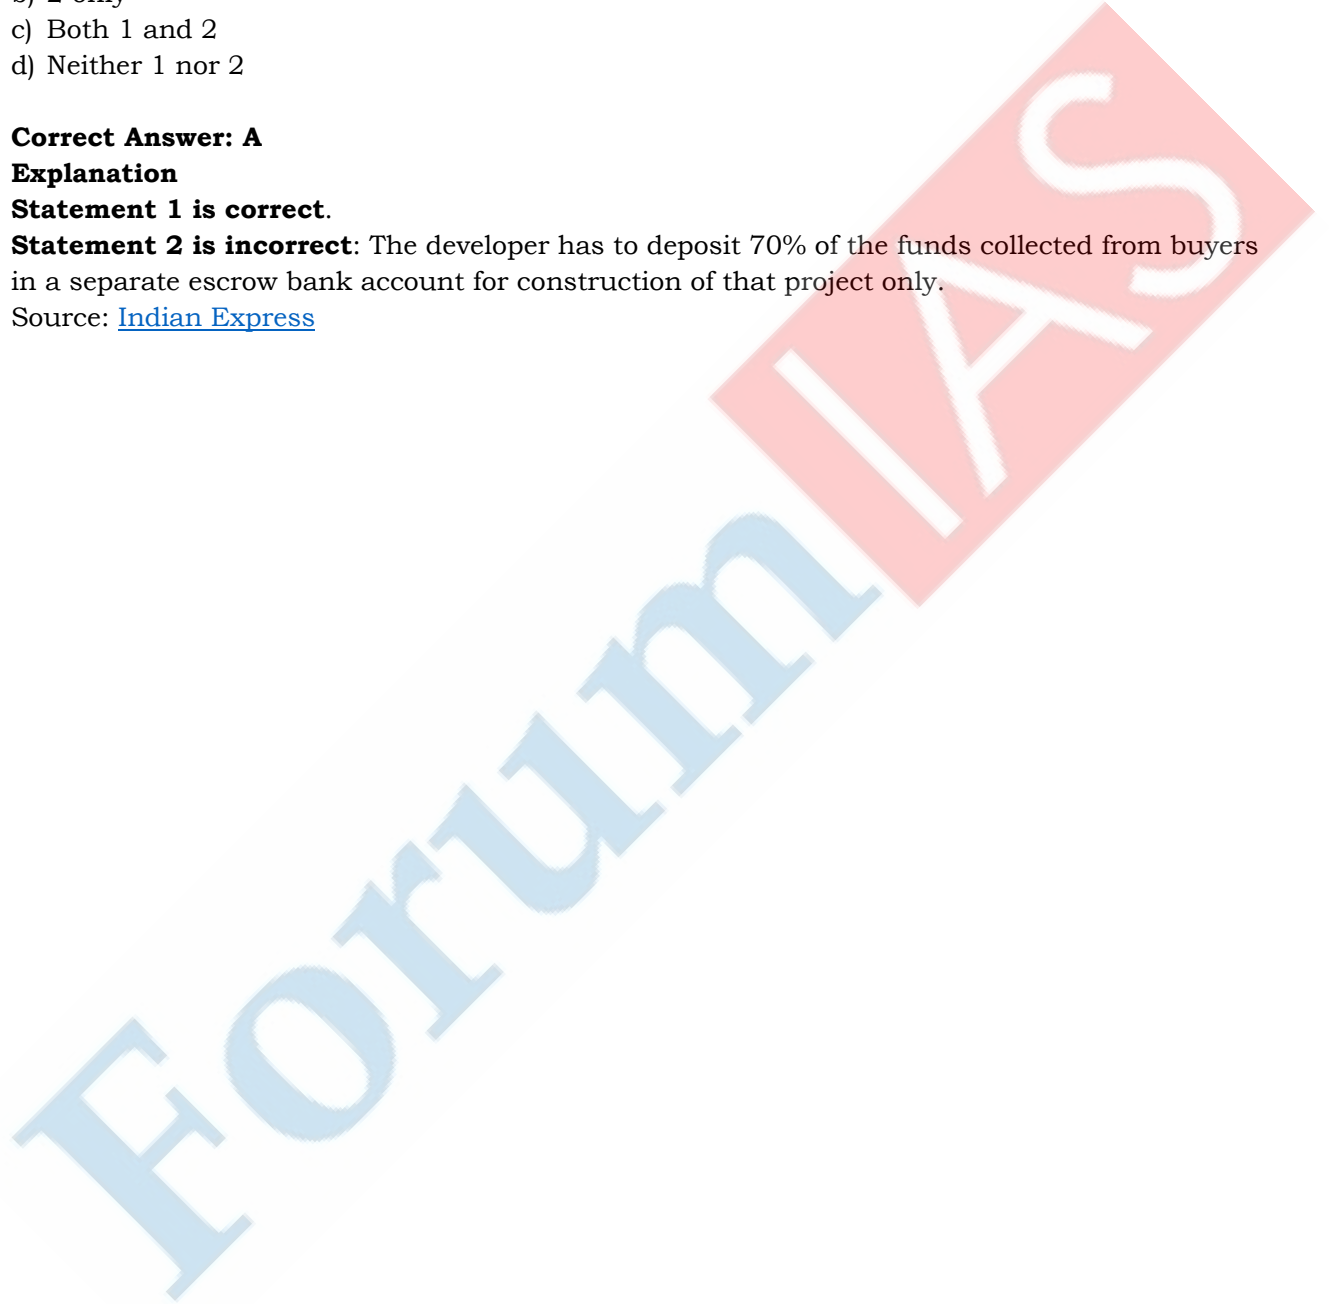 c) Both 1 and 2
d) Neither 1 nor 2
Correct Answer: A
Explanation
Statement 1 is correct.
Statement 2 is incorrect: The developer has to deposit 70% of the funds collected from buyers
in a separate escrow bank account for construction of that project only.
Source: Indian Express
Forum IAS